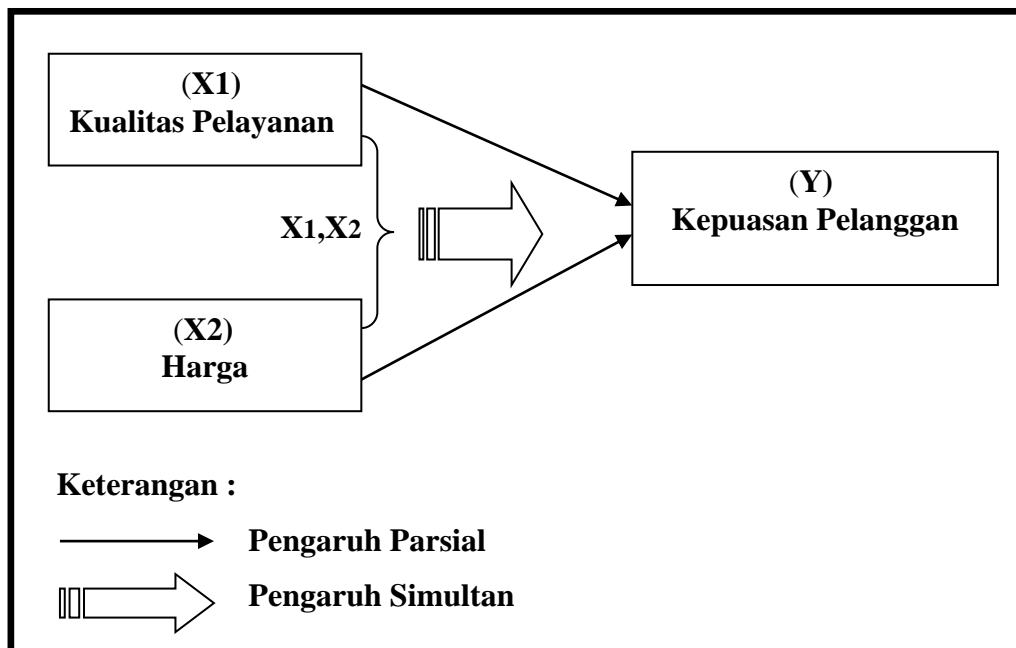 (X1)
Kualitas Pelayanan
(Y)
Kepuasan Pelanggan
X1,X2
(X2)
Harga
Keterangan :
Pengaruh Parsial
Pengaruh Simultan